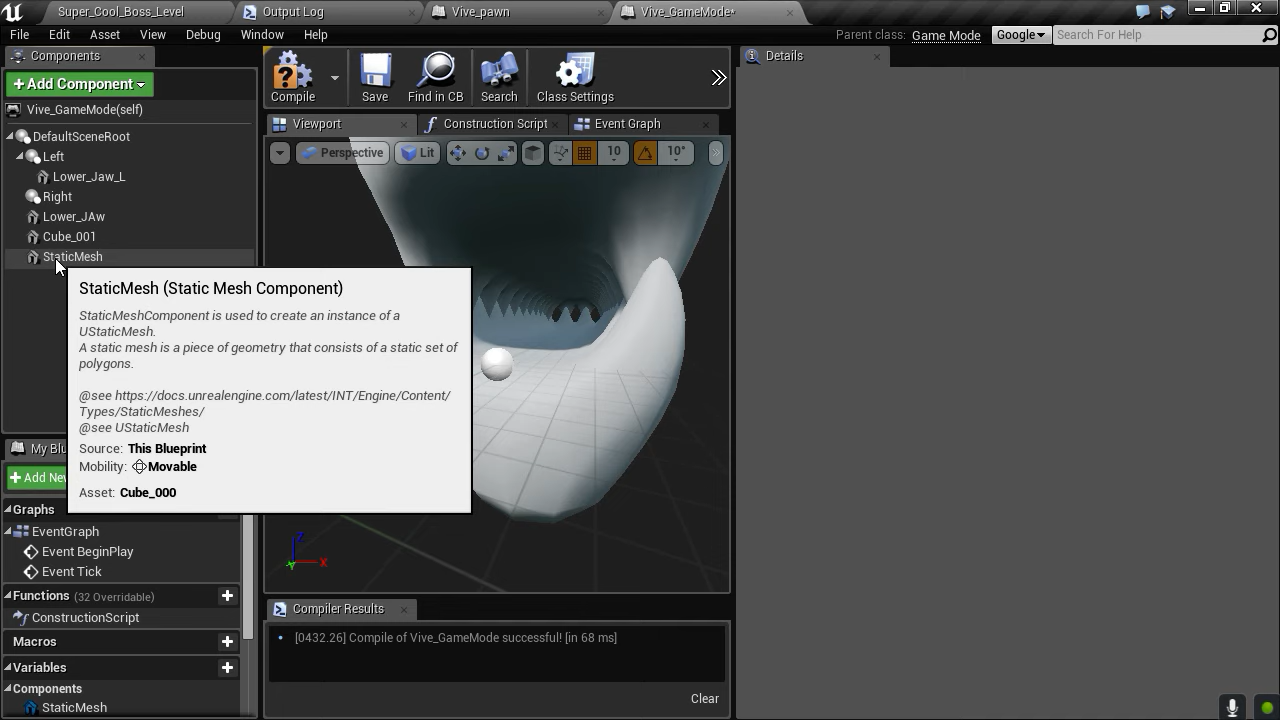 Super_Cool_Boss_Level
Output Log
Vive_pawn
Vive_GameMode*
File Edit Asset View Debug Window Help
Parent class: Game Mode
Google
Search For Help
Components
+Add Component
Vive_GameMode(self)
DefaultSceneRoot
Left
Lower_Jaw_L
Right
Lower_JAw
Cube_001
StaticMesh
Compile
Save
Find in CB
Search
Class Settings
Viewport
Construction Script
Event Graph
Perspective
Lit
10
10°
StaticMesh (Static Mesh Component)
StaticMeshComponent is used to create an instance of a
UStaticMesh.
A static mesh is a piece of geometry that consists of a static set of
polygons.
@see https://docs.unrealengine.com/latest/INT/Engine/Content/
Types/StaticMeshes/
@see UStaticMesh
Source: This Blueprint
Mobility: Movable
Asset: Cube_000
Z
X
My Blu
+Add New
Graphs
EventGraph
Event BeginPlay
Event Tick
Functions (32 Overridable)
ConstructionScript
Macros
Variables
Components
StaticMesh
Compiler Results
[0432.26] Compile of Vive_GameMode successful! [in 68 ms]
Clear
Details